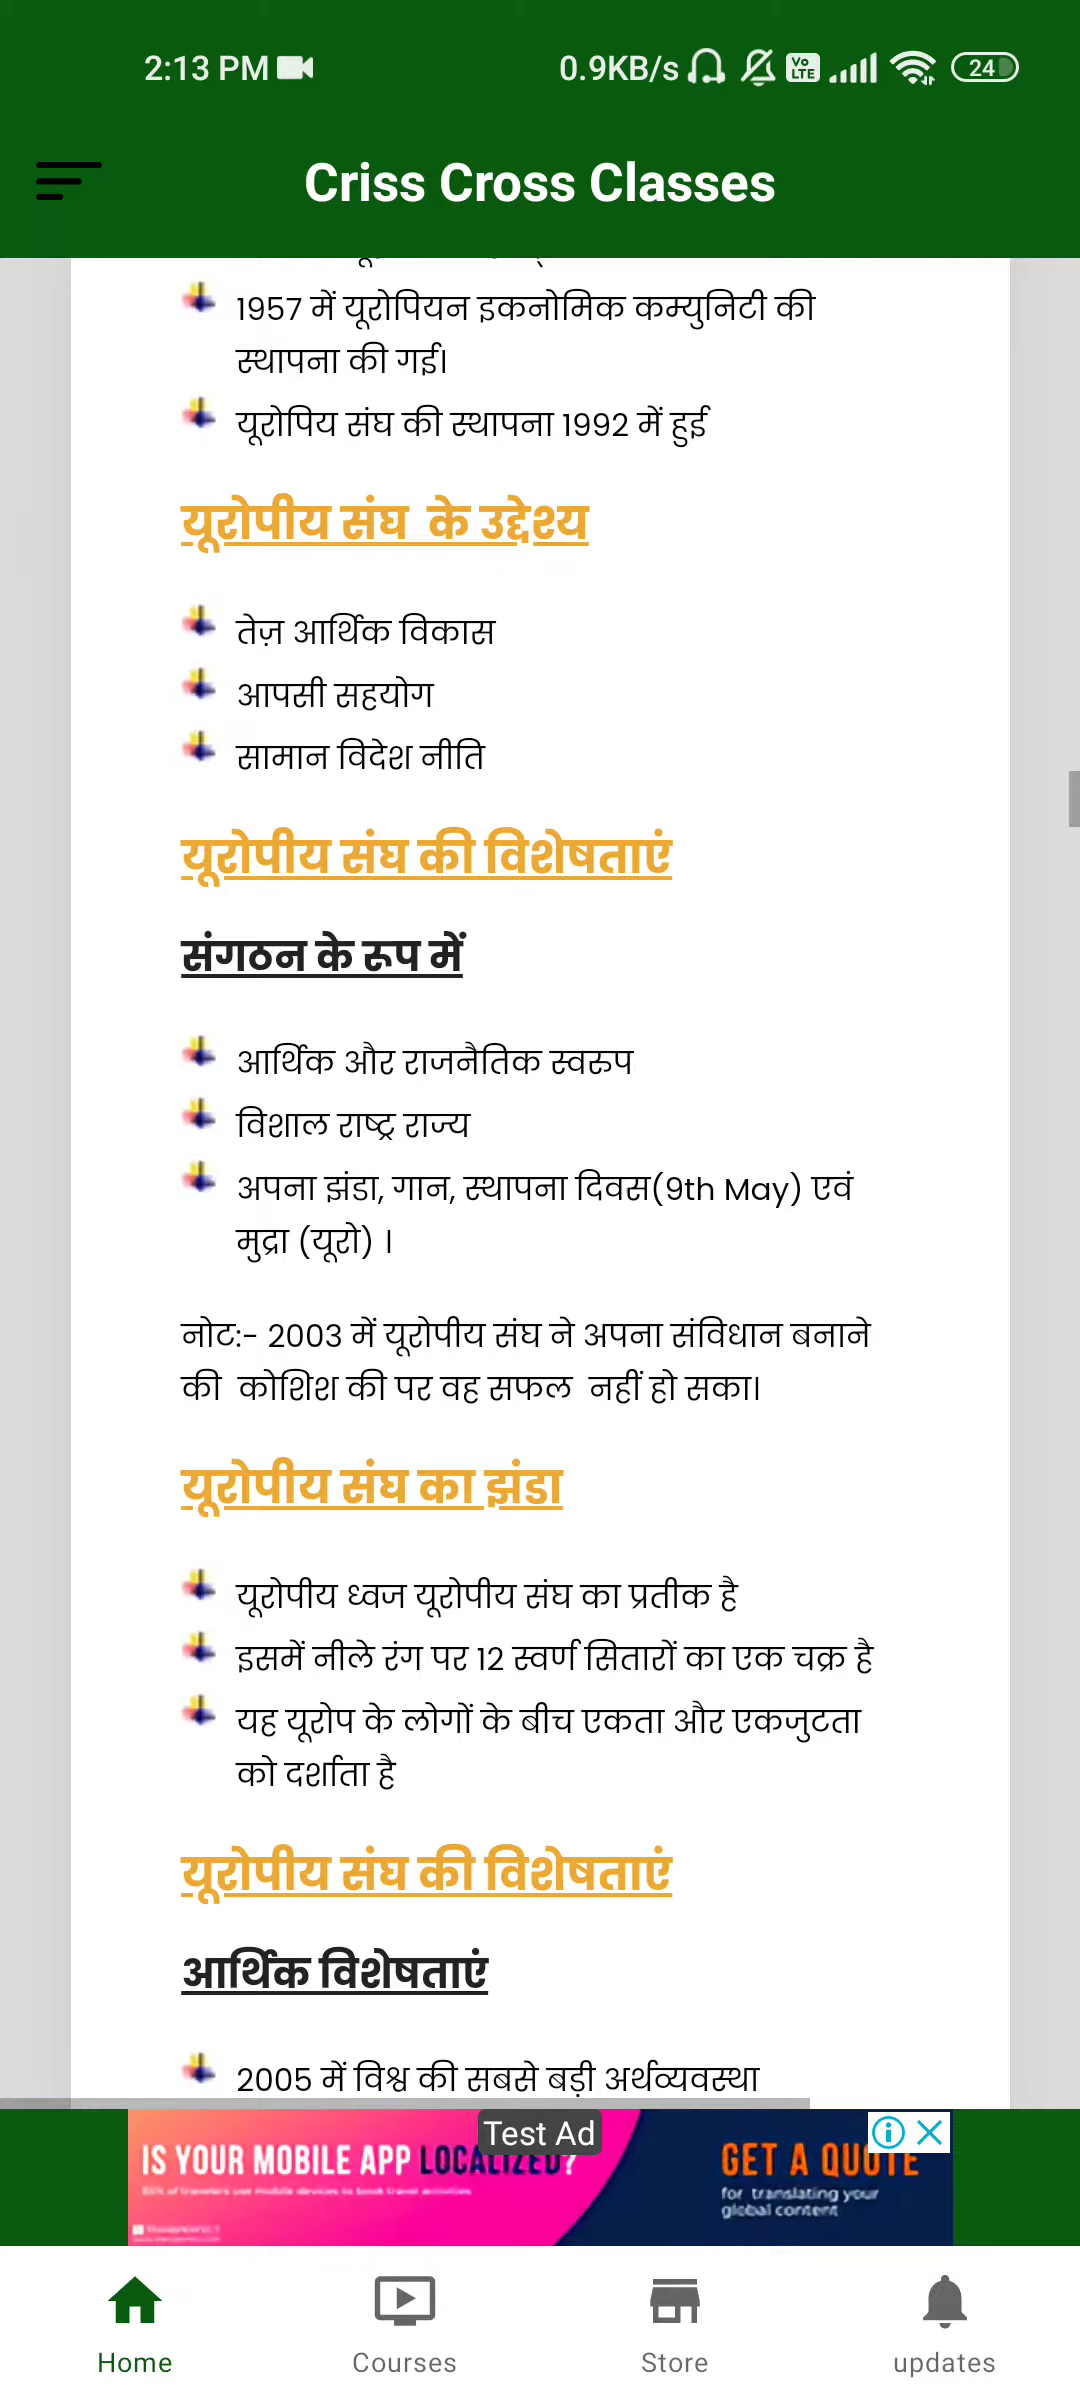 2:13 PM
0.9KB/s
Vo LTE
24
Criss Cross Classes
1957 में यूरोपियन इकनोमिक कम्युनिटी की
स्थापना की गई।
यूरोपिय संघ की स्थापना 1992 में हुई
यूरोपीय संघ के उद्देश्य
तेज़ आर्थिक विकास
आपसी सहयोग
सामान विदेश नीति
यूरोपीय संघ की विशेषताएं
संगठन के रूप में
आर्थिक और राजनैतिक स्वरुप
विशाल राष्ट्र राज्य
अपना झंडा, गान, स्थापना दिवस(9th May) एवं
मुद्रा (यूरो) ।
नोट:- 2003 में यूरोपीय संघ ने अपना संविधान बनाने
की कोशिश की पर वह सफल नहीं हो सका।
यूरोपीय संघ का झंडा
यूरोपीय ध्वज यूरोपीय संघ का प्रतीक है
इसमें नीले रंग पर 12 स्वर्ण सितारों का एक चक्र है
यह यूरोप के लोगों के बीच एकता और एकजुटता
को दर्शाता है
यूरोपीय संघ की विशेषताएं
आर्थिक विशेषताएं
2005 में विश्व की सबसे बड़ी अर्थव्यवस्था
Test Ad
IS YOUR MOBILE APP LOCALIZED?
GET A QUOTE
for translating your
global content
Home
Courses
Store
updates